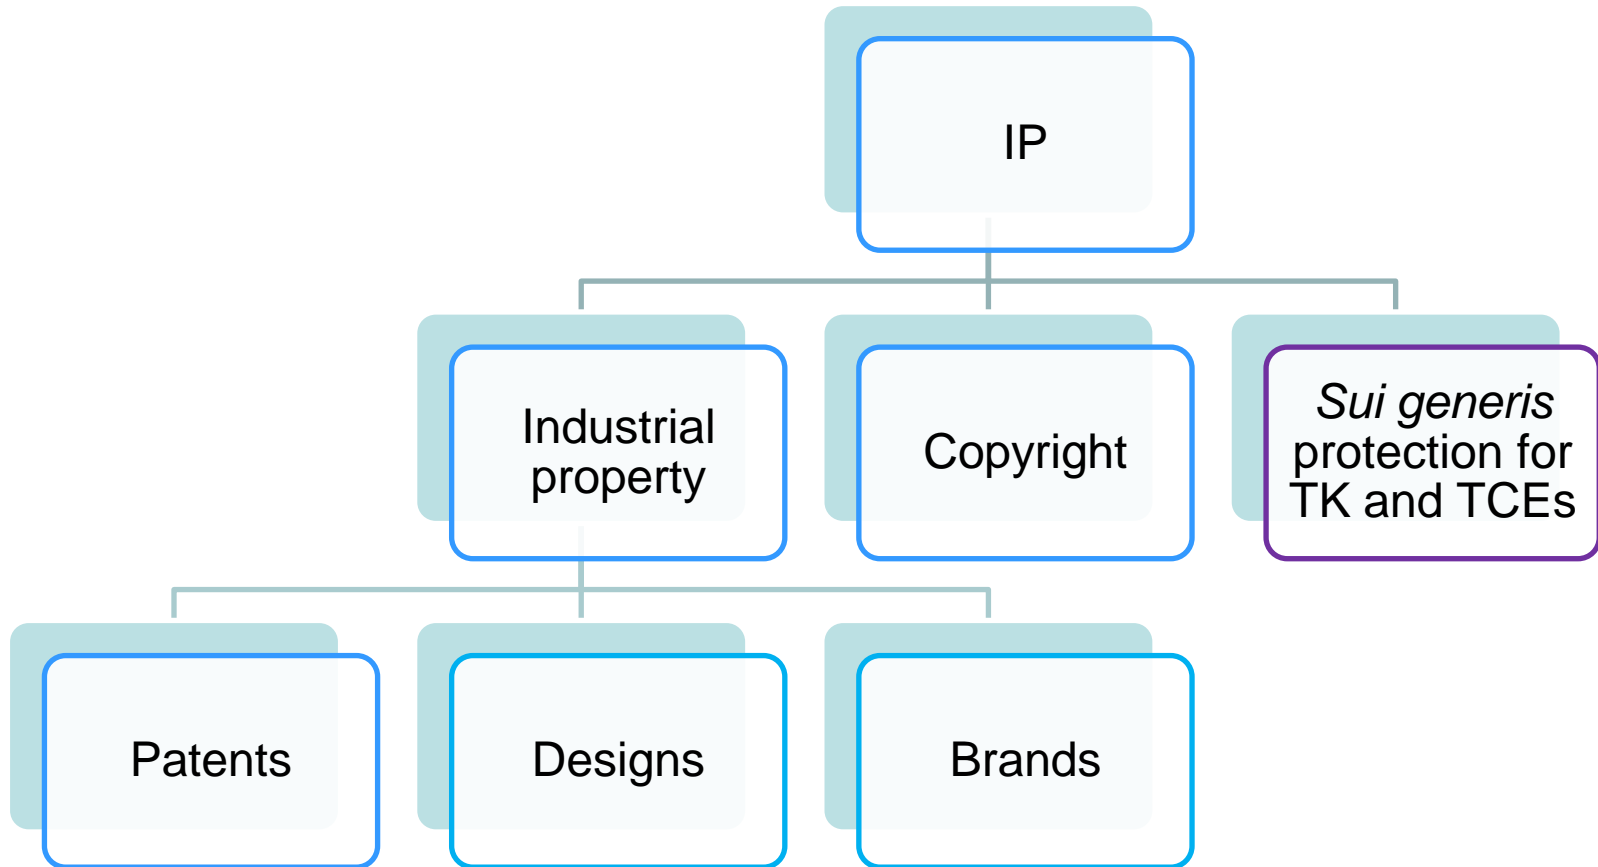 IP
Industrial
property
Copyright
Sui generis
protection for
TK and TCEs
Patents
Designs
Brands